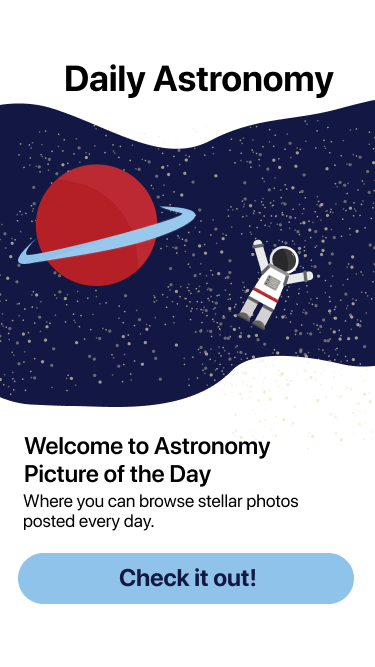 Daily Astronomy
Welcome to Astronomy
Picture of the Day
Where you can browse stellar photos
posted every day.
Check it out!